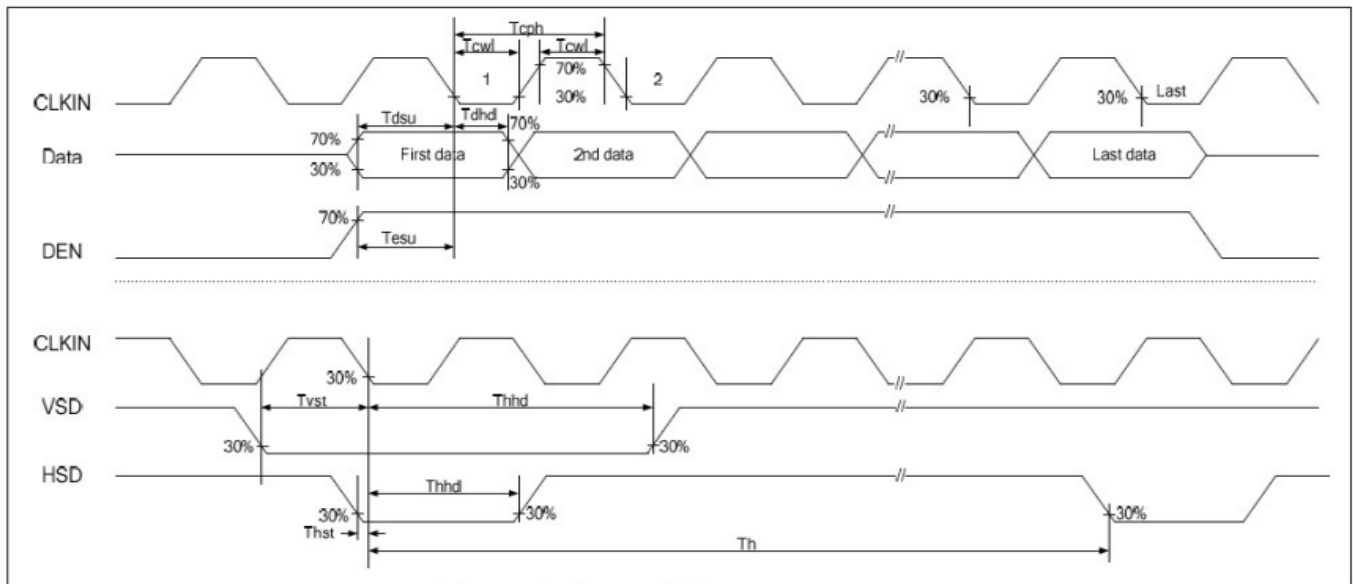 Tcph
Tcwl
Tcwl
CLKIN
1
70%
30%
2
30%
30%
Last
Tdsu
Tdhd
Data
70%
30%
First data
70%
30%
2nd data
Last data
DEN
70%
Tesu
CLKIN
30%
VSD
Tvst
Thhd
30%
30%
HSD
Thhd
30%
30%
30%
Thst
Th